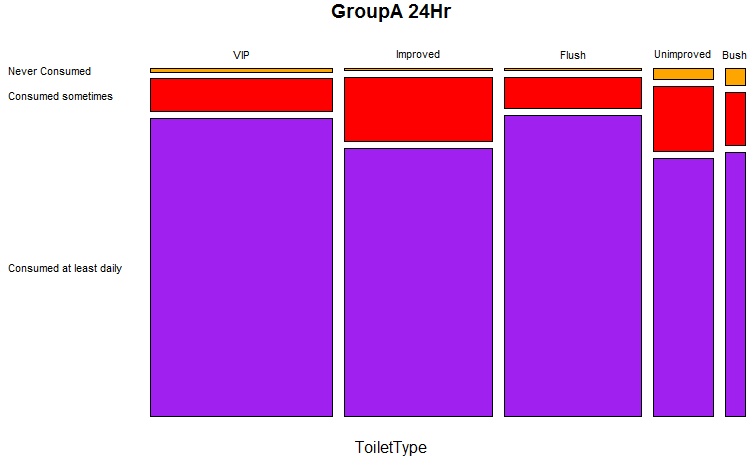 GroupA 24Hr
VIP Improved Flush Unimproved Bush
Never Consumed
Consumed sometimes
Consumed at least daily
ToiletType